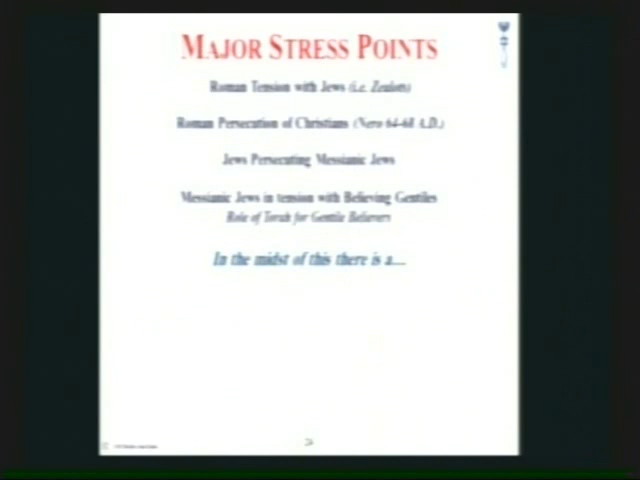 MAJOR STRESS POINTS
Roman Tension with Jews (i.e. Zealots)
Roman Persecution of Christians (Nero 64-68 A.D.)
Jews Persecuting Messianic Jews
Messianic Jews in tension with Believing Gentiles
Role of Torah for Gentile Believers
In the midst of this there is a...